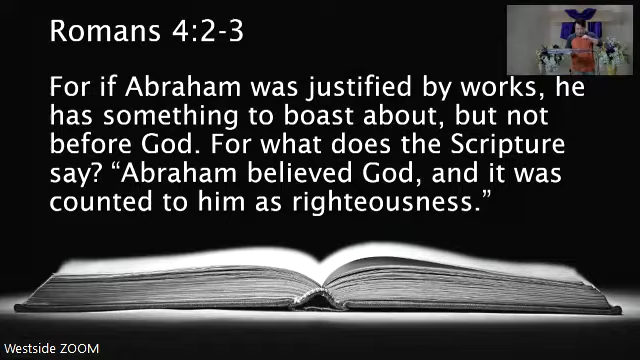 Romans 4:2-3
For if Abraham was justified by works, he
has something to boast about, but not
before God. For what does the Scripture
say? “Abraham believed God, and it was
counted to him as righteousness.”
Westside ZOOM